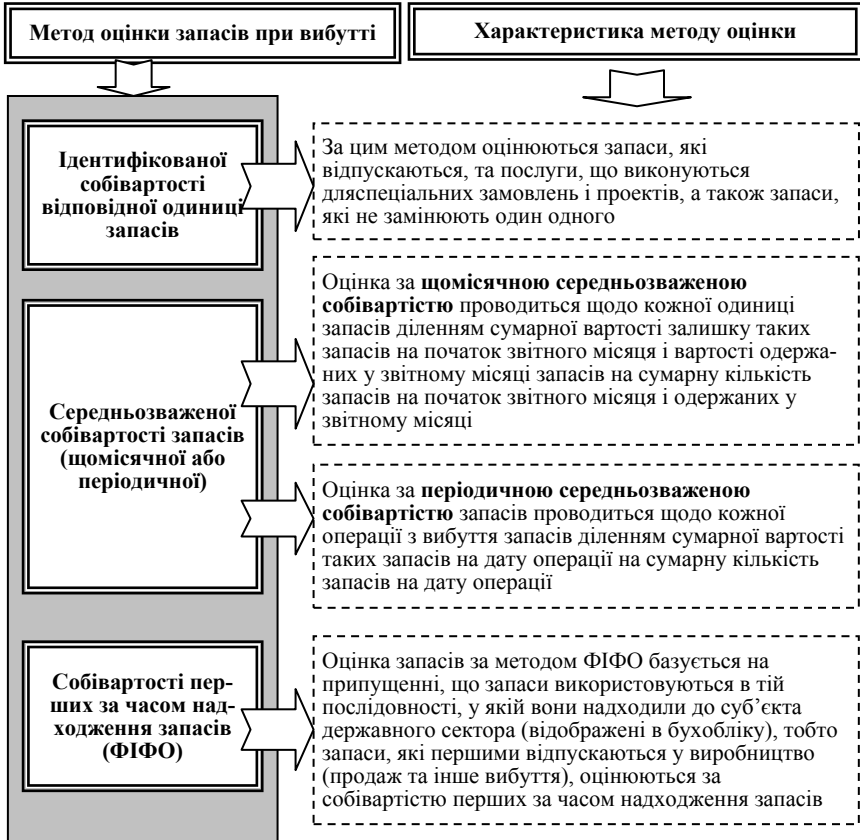 Метод оцінки запасів при вибутті
Характеристика методу оцінки
Ідентифікованої
собівартості
відповідної одиниці
запасів
За цим методом оцінюються запаси, які
відпускаються, та послуги, що виконуються
дляспеціальних замовлень і проектів, а також запаси,
які не замінюють один одного
Середньозваженої
собівартості запасів
(щомісячної або
періодичної)
Оцінка за щомісячною середньозваженою
собівартістю проводиться щодо кожної одиниці
запасів діленням сумарної вартості залишку таких
запасів на початок звітного місяця і вартості одержа-
них у звітному місяці запасів на сумарну кількість
запасів на початок звітного місяця і одержаних у
звітному місяці
Оцінка за періодичною середньозваженою
собівартістю запасів проводиться щодо кожної
операції з вибуття запасів діленням сумарної вартості
таких запасів на дату операції на сумарну кількість
запасів на дату операції
Собівартості пер-
ших за часом над-
ходження запасів
(ФІФО)
Оцінка запасів за методом ФІФО базується на
припущенні, що запаси використовуються в тій
послідовності, у якій вони надходили до суб’єкта
державного сектора (відображені в бухобліку), тобто
запаси, які першими відпускаються у виробництво
(продаж та інше вибуття), оцінюються за
собівартістю перших за часом надходження запасів